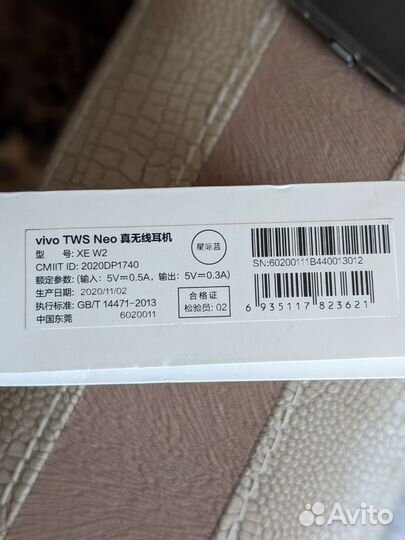 vivo TWS Neo 真无线耳机
型 号: XE W2
CMIIT ID: 2020DP1740
额定参数: (输入: 5V⎓0.5A, 输出: 5V⎓0.3A)
生产日期: 2020/11/02
执行标准: GB/T 14471-2013
中国东莞 6020011
星际蓝
合格证
检验员: 02
SN:60200111B440013012
6 935117 823621
Avito